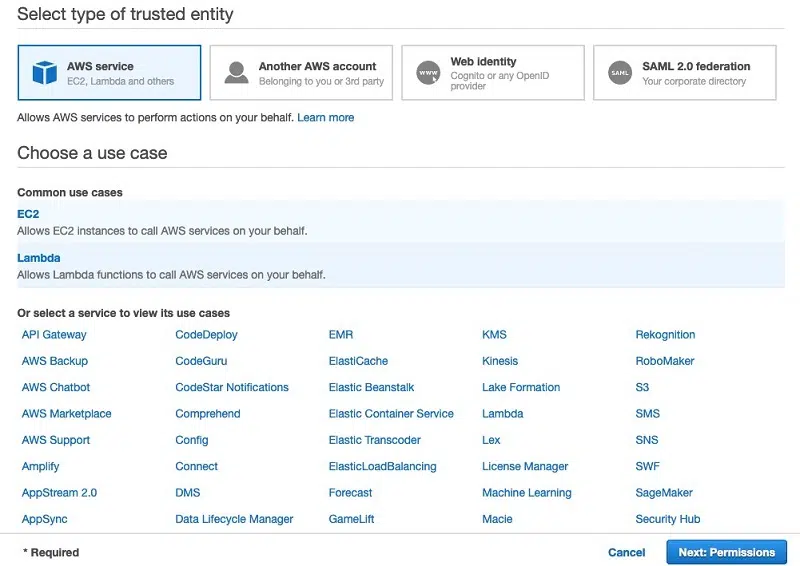 Select type of trusted entity
AWS service
EC2, Lambda and others
Another AWS account
Belonging to you or 3rd party
www
Web identity
Cognito or any OpenID
provider
SAML
SAML 2.0 federation
Your corporate directory
Allows AWS services to perform actions on your behalf. Learn more
Choose a use case
Common use cases
EC2
Allows EC2 instances to call AWS services on your behalf.
Lambda
Allows Lambda functions to call AWS services on your behalf.
Or select a service to view its use cases
API Gateway CodeDeploy EMR KMS Rekognition
AWS Backup CodeGuru ElastiCache Kinesis RoboMaker
AWS Chatbot CodeStar Notifications Elastic Beanstalk Lake Formation S3
AWS Marketplace Comprehend Elastic Container Service Lambda SMS
AWS Support Config Elastic Transcoder Lex SNS
Amplify Connect ElasticLoadBalancing License Manager SWF
AppStream 2.0 DMS Forecast Machine Learning SageMaker
AppSync Data Lifecycle Manager GameLift Macie Security Hub
* Required Cancel Next: Permissions